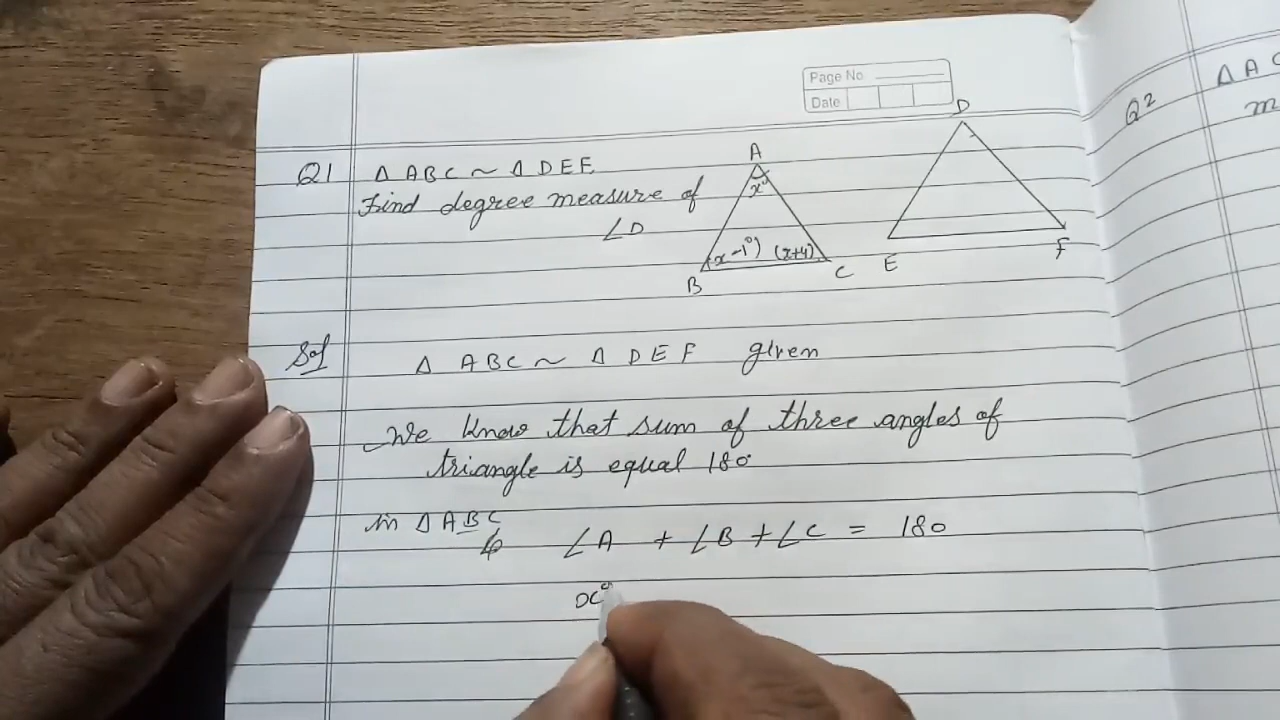 Page No
Date
Q1 Δ ABC ~ Δ DEF
Find degree measure of
∠D
A
x°
(x-1°) (x+4)
B
C
D
E
F
Q2
Δ AC
m
Sol Δ ABC ~ Δ DEF given
We know that sum of three angles of
triangle is equal 180
in Δ ABC
∠A + ∠B + ∠C = 180
x°